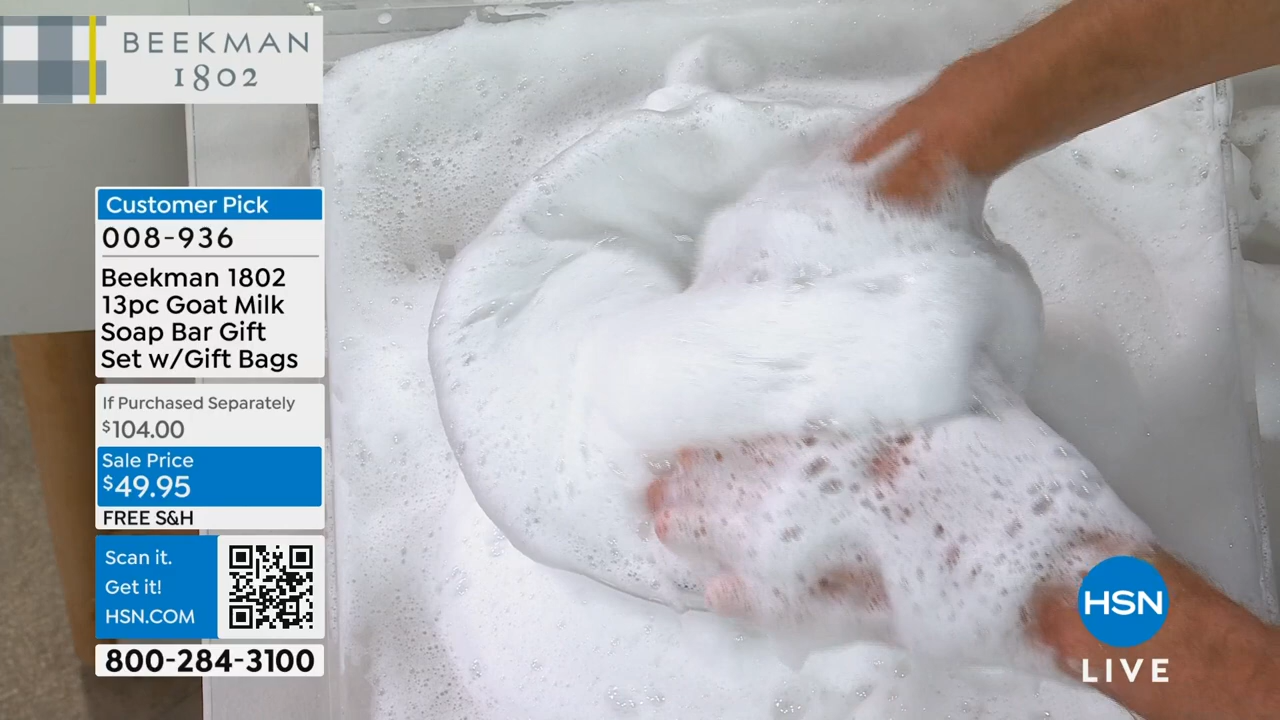 BEEKMAN
1802
Customer Pick
008-936
Beekman 1802
13pc Goat Milk
Soap Bar Gift
Set w/Gift Bags
If Purchased Separately
$104.00
Sale Price
$49.95
FREE S&H
Scan it.
Get it!
HSN.COM
800-284-3100
HSN
LIVE